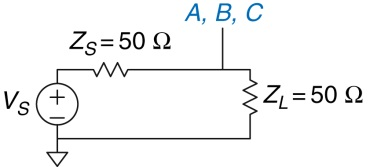 A, B, C
Z_S = 50 Ω
V_S
+
−
Z_L = 50 Ω